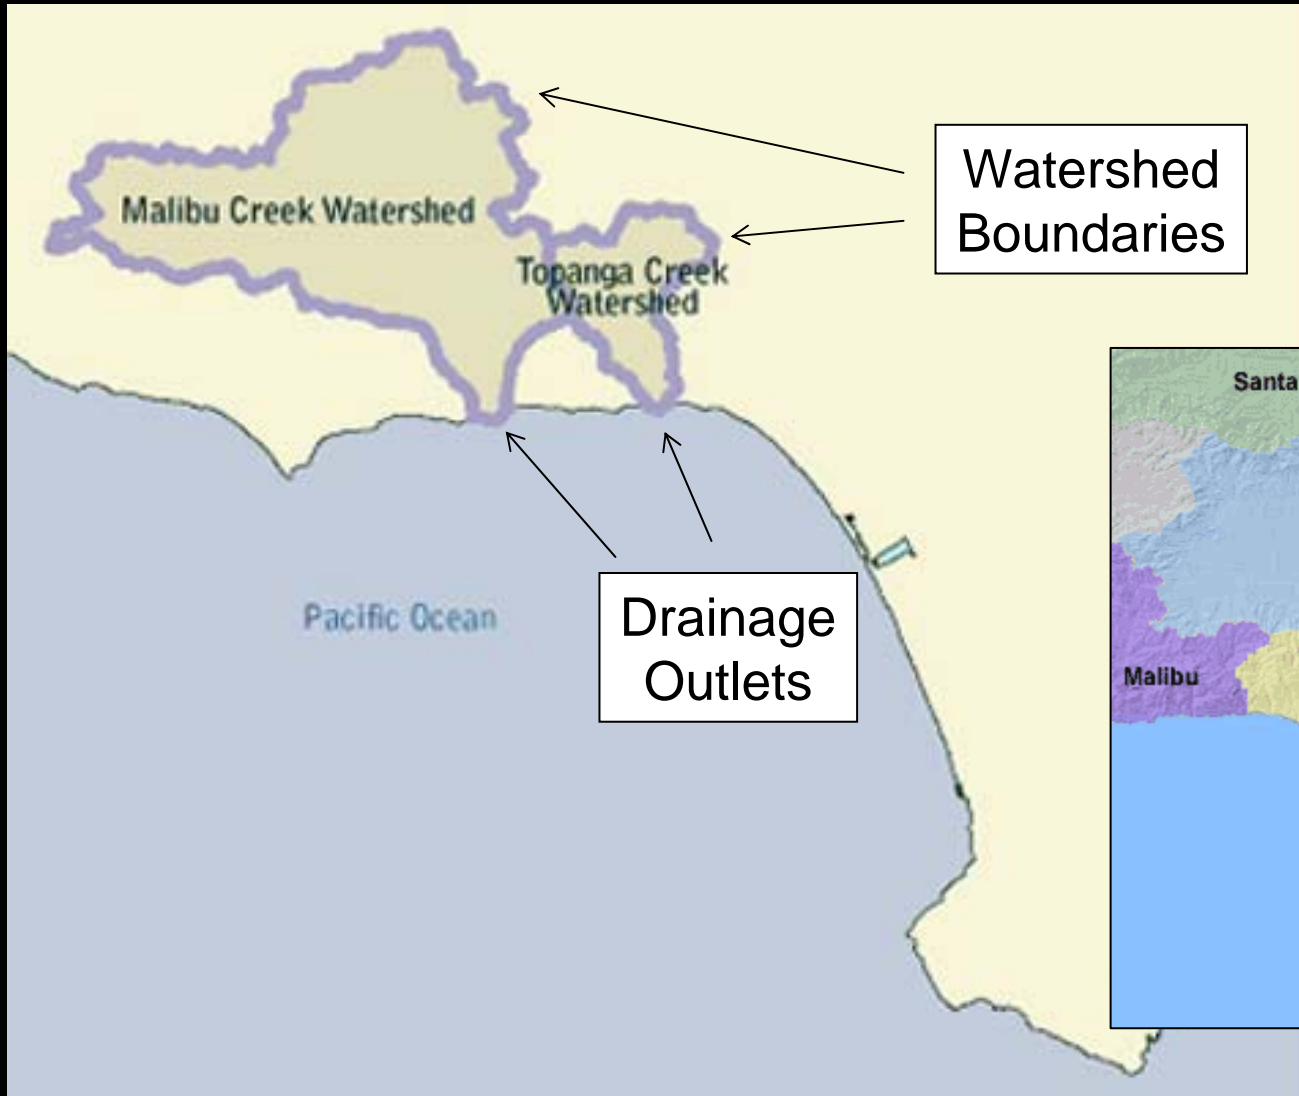 Watershed
Boundaries
Malibu Creek Watershed
Topanga Creek
Watershed
Santa
Malibu
Pacific Ocean
Drainage
Outlets